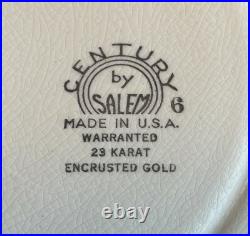 CENTURY
by
SALEM 6
MADE IN U.S.A.
WARRANTED
23 KARAT
ENCRUSTED GOLD